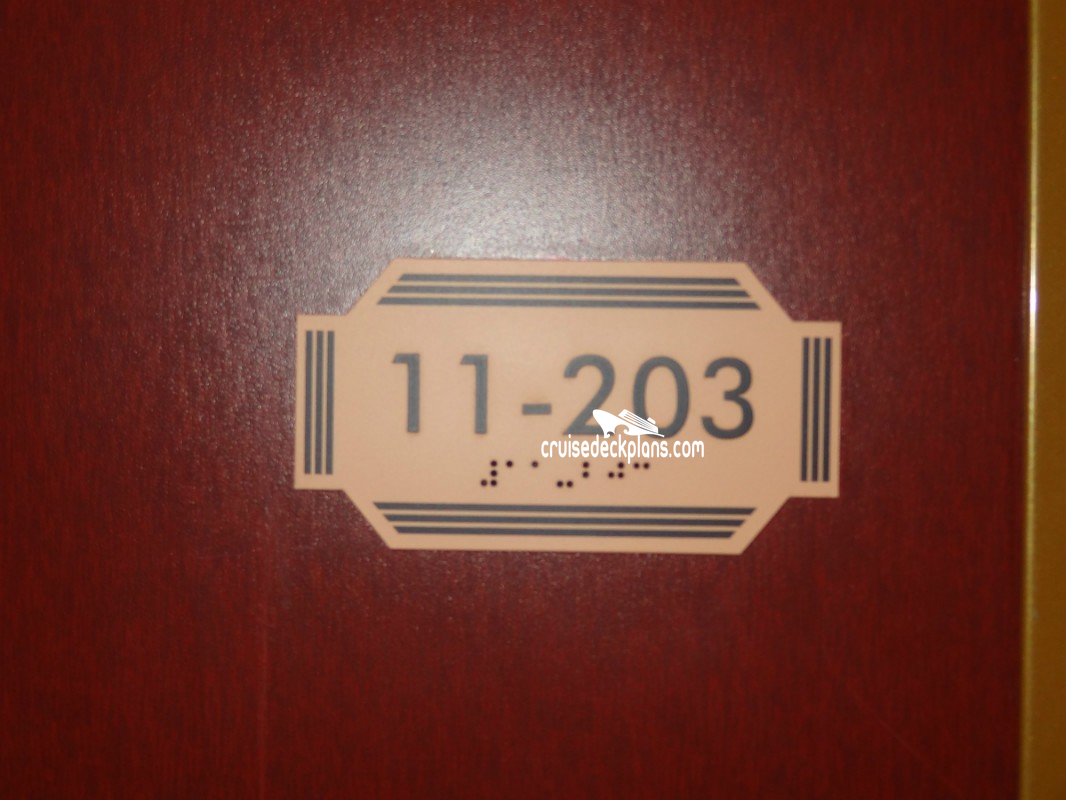 11-203
cruisedeckplans.com
⠼⠁⠁⠤⠃⠚⠉